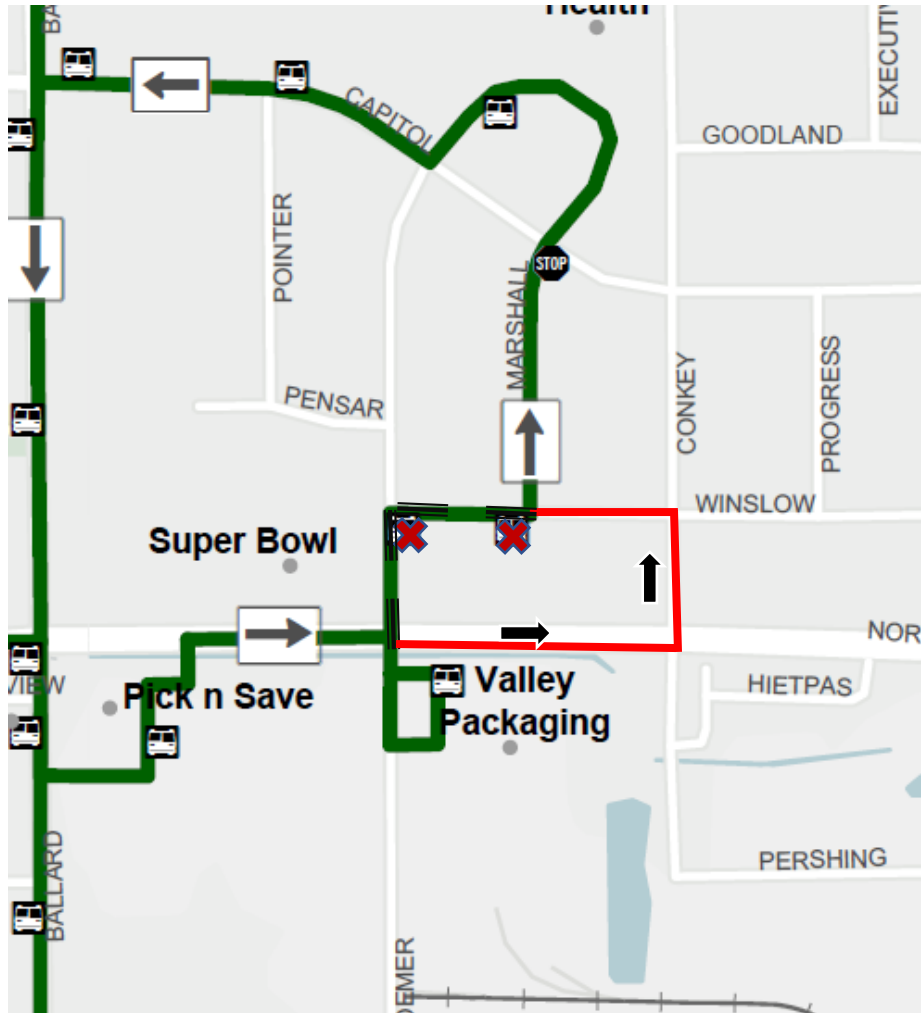 Health
CAPITOL
EXECUTI
GOODLAND
POINTER
STOP
MARSHALL
PENSAR
CONKEY
PROGRESS
WINSLOW
Super Bowl
NOR
VIEW
Pick n Save
Valley
Packaging
HIETPAS
BALLARD
PERSHING
DEMER
BA